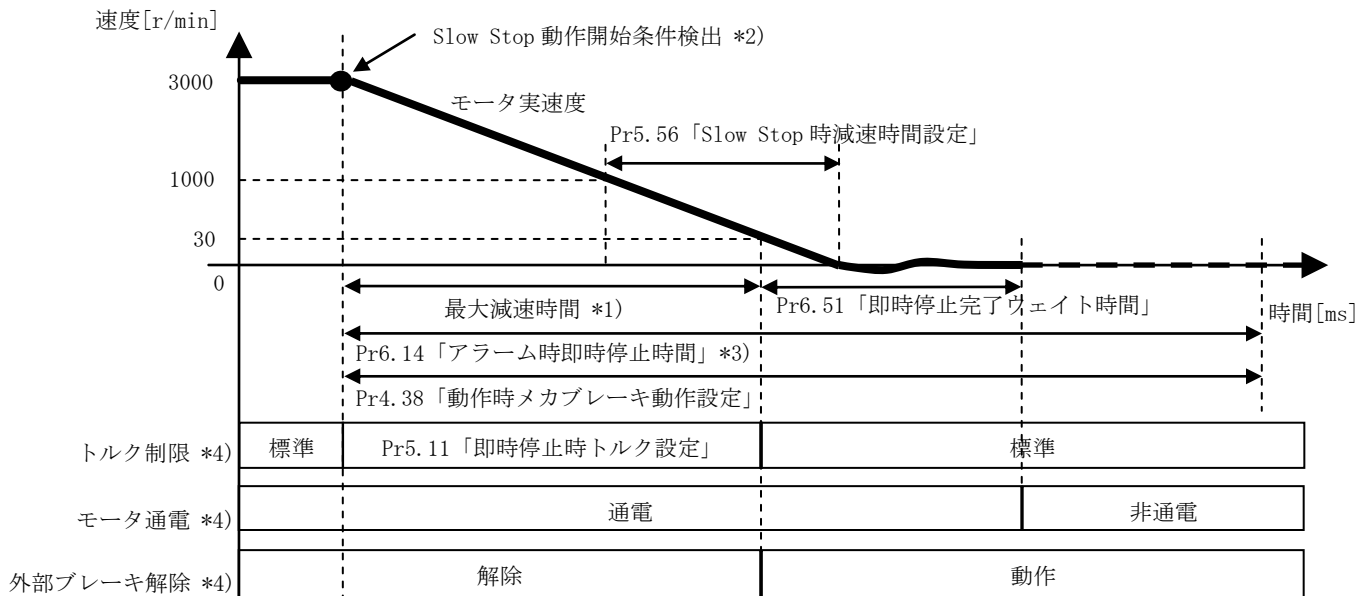 速度[r/min]
Slow Stop 動作開始条件検出 *2)
3000
モータ実速度
Pr5.56「Slow Stop 時減速時間設定」
1000
30
0
最大減速時間 *1)
Pr6.51「即時停止完了ウェイト時間」
時間[ms]
Pr6.14「アラーム時即時停止時間」*3)
Pr4.38「動作時メカブレーキ動作設定」
トルク制限 *4)
標準
Pr5.11「即時停止時トルク設定」
標準
モータ通電 *4)
通電
非通電
外部ブレーキ解除 *4)
解除
動作